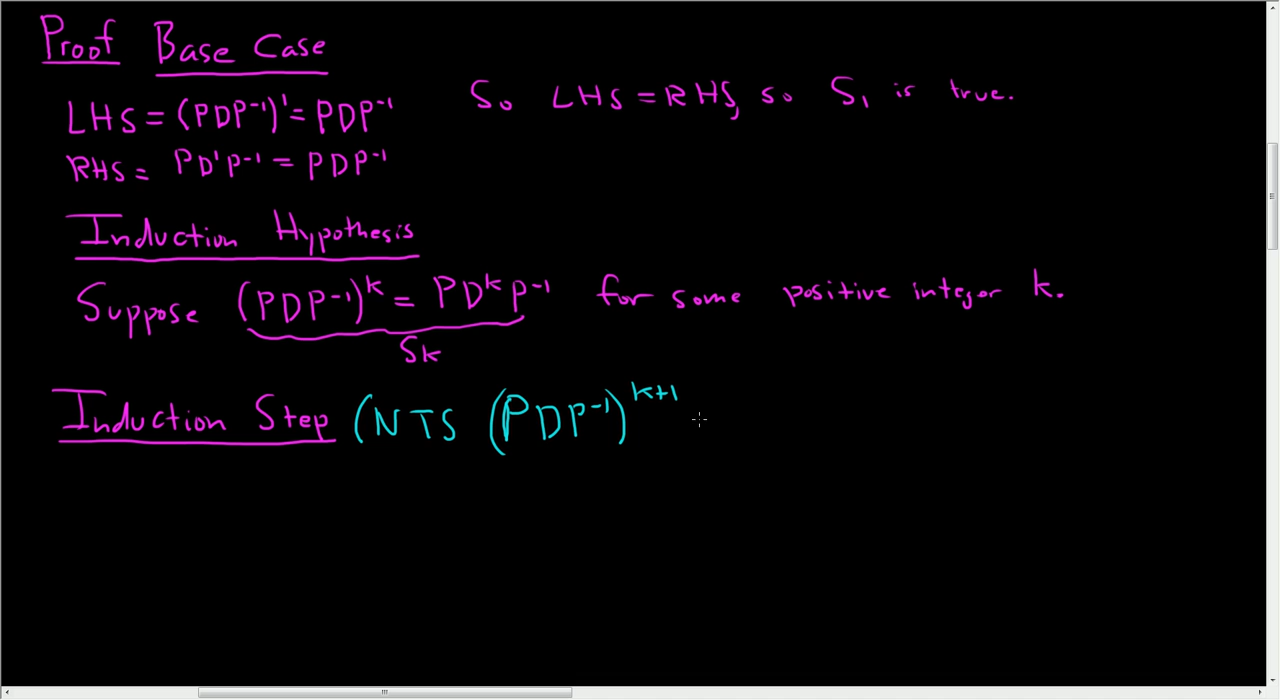 Proof Base Case
LHS = (PDP⁻¹)¹ = PDP⁻¹ So LHS = RHS, so S₁ is true.
RHS = PD¹P⁻¹ = PDP⁻¹
Induction Hypothesis
Suppose (PDP⁻¹)ᵏ = PDᵏP⁻¹ for some positive integer k.
Sₖ
Induction Step (NTS (PDP⁻¹)ᵏ⁺¹